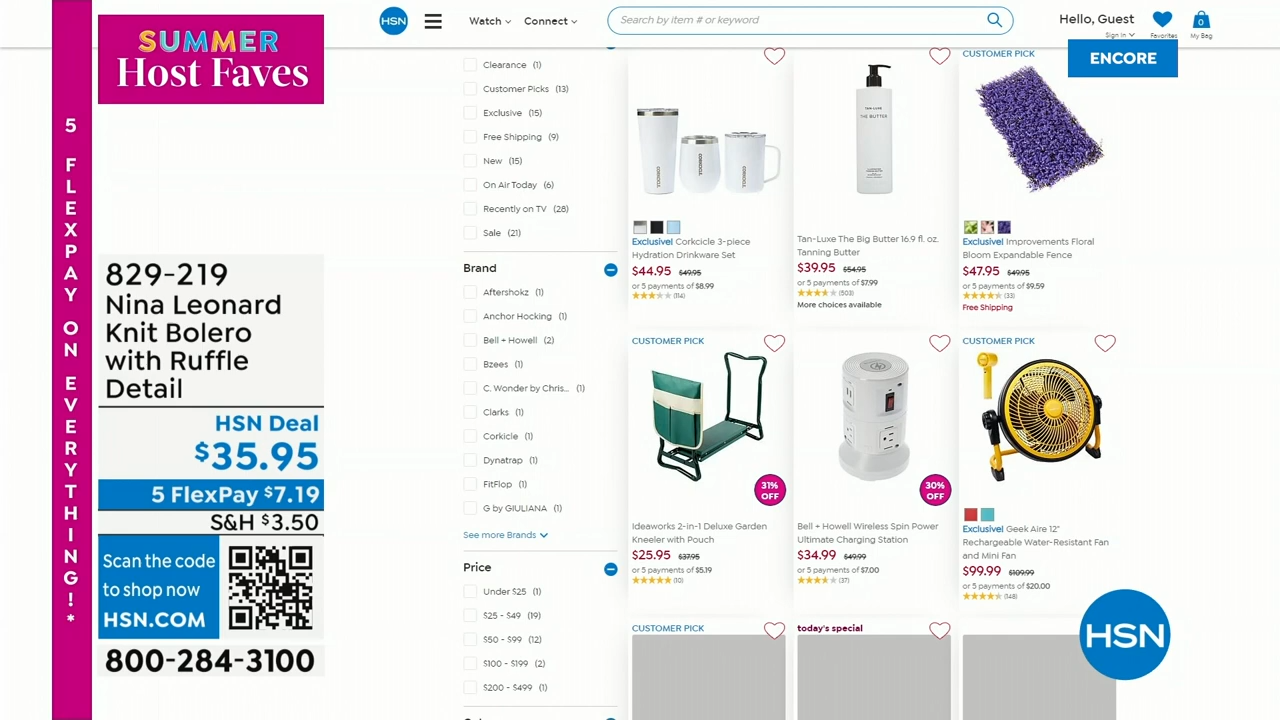 SUMMER
Host Faves
5 FLEXPAY ON EVERYTHING!*
829-219
Nina Leonard
Knit Bolero
with Ruffle
Detail
HSN Deal
$35.95
5 FlexPay $7.19
S&H $3.50
Scan the code
to shop now
HSN.COM
800-284-3100
HSN
Watch
Connect
Search by item # or keyword
Hello, Guest
Sign In
Favorites
0
My Bag
ENCORE
Clearance (1)
Customer Picks (13)
Exclusive (15)
Free Shipping (9)
New (15)
On Air Today (6)
Recently on TV (28)
Sale (21)
Brand
Aftershokz (1)
Anchor Hocking (1)
Bell + Howell (2)
Bzees (1)
C. Wonder by Chris... (1)
Clarks (1)
Corkicle (1)
Dynatrap (1)
FitFlop (1)
G by GIULIANA (1)
See more Brands
Price
Under $25 (1)
$25 - $49 (19)
$50 - $99 (12)
$100 - $199 (2)
$200 - $499 (1)
CORKCICLE
CORKCICLE
CORKCICLE
Exclusive! Corkcicle 3-piece
Hydration Drinkware Set
$44.95 $49.95
or 5 payments of $8.99
(114)
TAN-LUXE
THE BUTTER
Tan-Luxe The Big Butter 16.9 fl. oz.
Tanning Butter
$39.95 $54.95
or 5 payments of $7.99
(503)
More choices available
CUSTOMER PICK
Exclusive! Improvements Floral
Bloom Expandable Fence
$47.95 $49.95
or 5 payments of $9.59
(33)
Free Shipping
CUSTOMER PICK
31%
OFF
Ideaworks 2-in-1 Deluxe Garden
Kneeler with Pouch
$25.95 $37.95
or 5 payments of $5.19
(10)
30%
OFF
Bell + Howell Wireless Spin Power
Ultimate Charging Station
$34.99 $49.99
or 5 payments of $7.00
(37)
CUSTOMER PICK
Exclusive! Geek Aire 12"
Rechargeable Water-Resistant Fan
and Mini Fan
$99.99 $109.99
or 5 payments of $20.00
(148)
CUSTOMER PICK
today's special
HSN